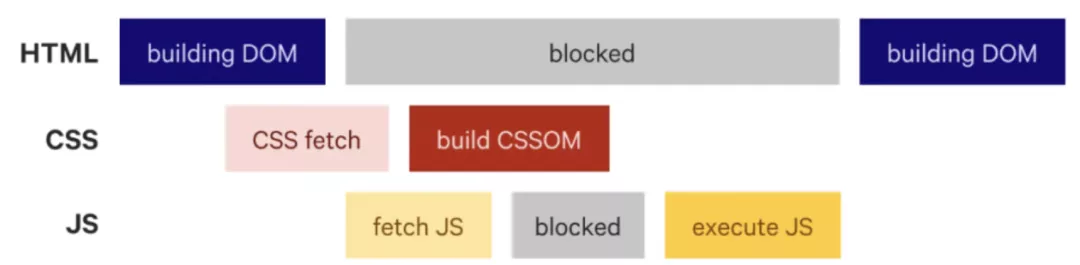 HTML building DOM blocked building DOM
CSS CSS fetch build CSSOM
JS fetch JS blocked execute JS